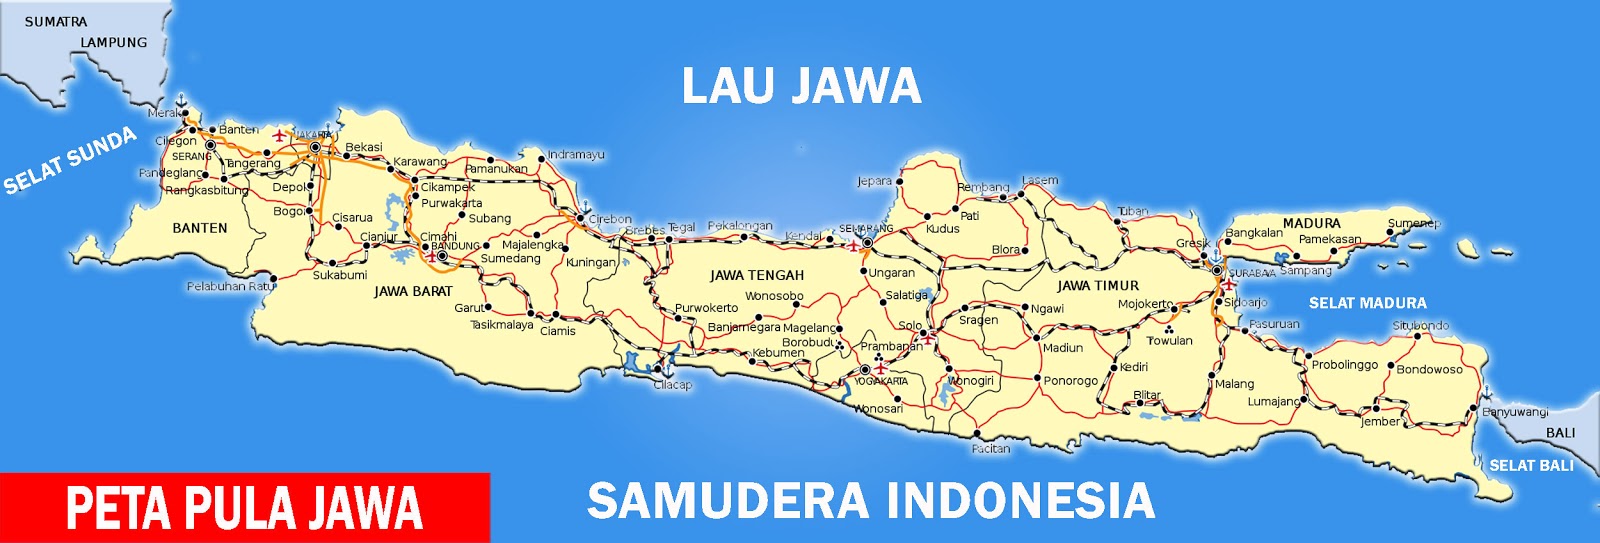 SUMATRA
LAMPUNG
LAU JAWA
SELAT SUNDA
Merak
Cilegon
Banten
SERANG
Tangerang
JAKARTA
Bekasi
Karawang
Pamanukan
Indramayu
Pandeglang
Rangkasbitung
Depok
Cikampek
Purwakarta
Bogor
Cisarua
Subang
Cirebon
BANTEN
Cianjur
Cimahi
BANDUNG
Majalengka
Sumedang
Kuningan
Sukabumi
Pelabuhan Ratu
JAWA BARAT
Garut
Tasikmalaya
Ciamis
Brebes
Tegal
Pekalongan
Kendal
SEMARANG
Jepara
Rembang
Lasem
Pati
Kudus
Blora
Tuban
Gresik
Bangkalan
MADURA
Pamekasan
Sumenep
Sampang
SURABAYA
JAWA TENGAH
Ungaran
Wonosobo
Salatiga
Purwokerto
Banjarnegara
Magelang
Borobudur
Solo
Sragen
Prambanan
Kebumen
Cilacap
YOGYAKARTA
Wonosari
Wonogiri
Pacitan
JAWA TIMUR
Ngawi
Mojokerto
Sidoarjo
SELAT MADURA
Madiun
Towulan
Pasuruan
Situbondo
Ponorogo
Kediri
Probolinggo
Bondowoso
Blitar
Malang
Lumajang
Jember
Banyuwangi
BALI
SELAT BALI
PETA PULA JAWA
SAMUDERA INDONESIA